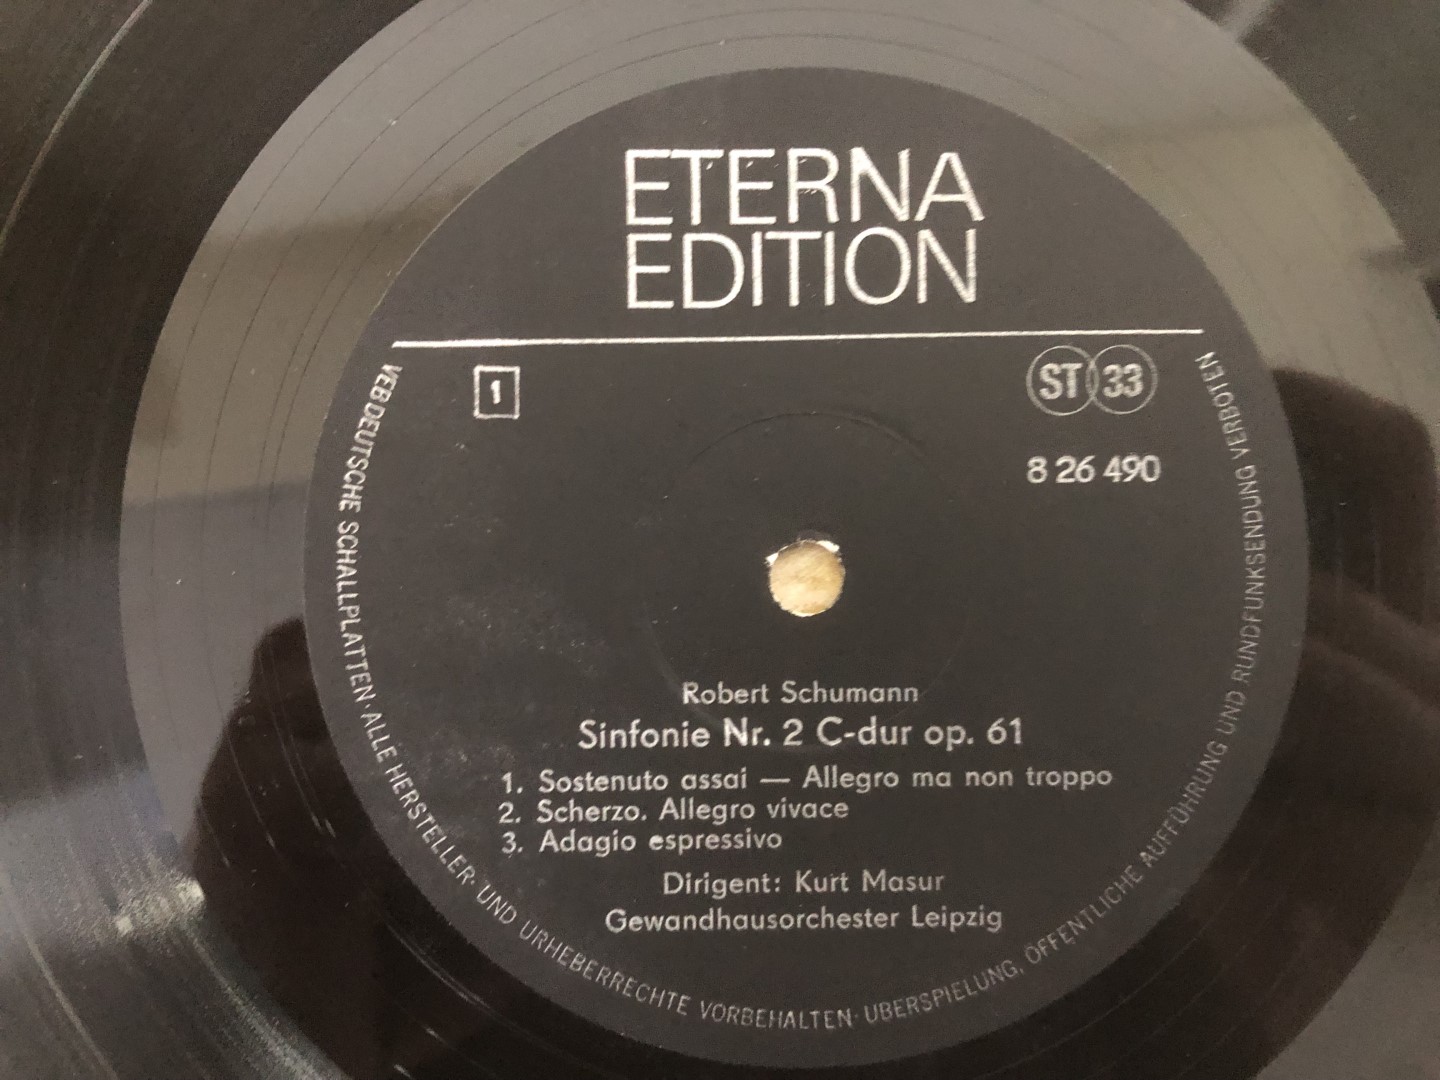 ETERNA
EDITION
1
ST 33
8 26 490
Robert Schumann
Sinfonie Nr. 2 C-dur op. 61
1. Sostenuto assai — Allegro ma non troppo
2. Scherzo. Allegro vivace
3. Adagio espressivo
Dirigent: Kurt Masur
Gewandhausorchester Leipzig
VEB DEUTSCHE SCHALLPLATTEN · ALLE HERSTELLER- UND URHEBERRECHTE VORBEHALTEN · ÜBERSPIELUNG, ÖFFENTLICHE AUFFÜHRUNG UND RUNDFUNKSENDUNG VERBOTEN